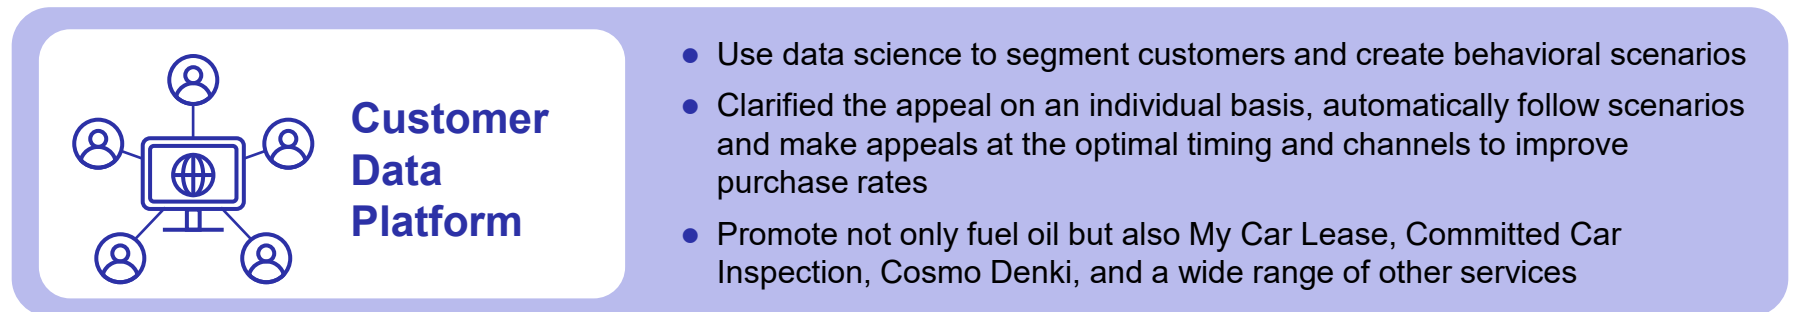 Customer
Data
Platform
● Use data science to segment customers and create behavioral scenarios
● Clarified the appeal on an individual basis, automatically follow scenarios
and make appeals at the optimal timing and channels to improve
purchase rates
● Promote not only fuel oil but also My Car Lease, Committed Car
Inspection, Cosmo Denki, and a wide range of other services